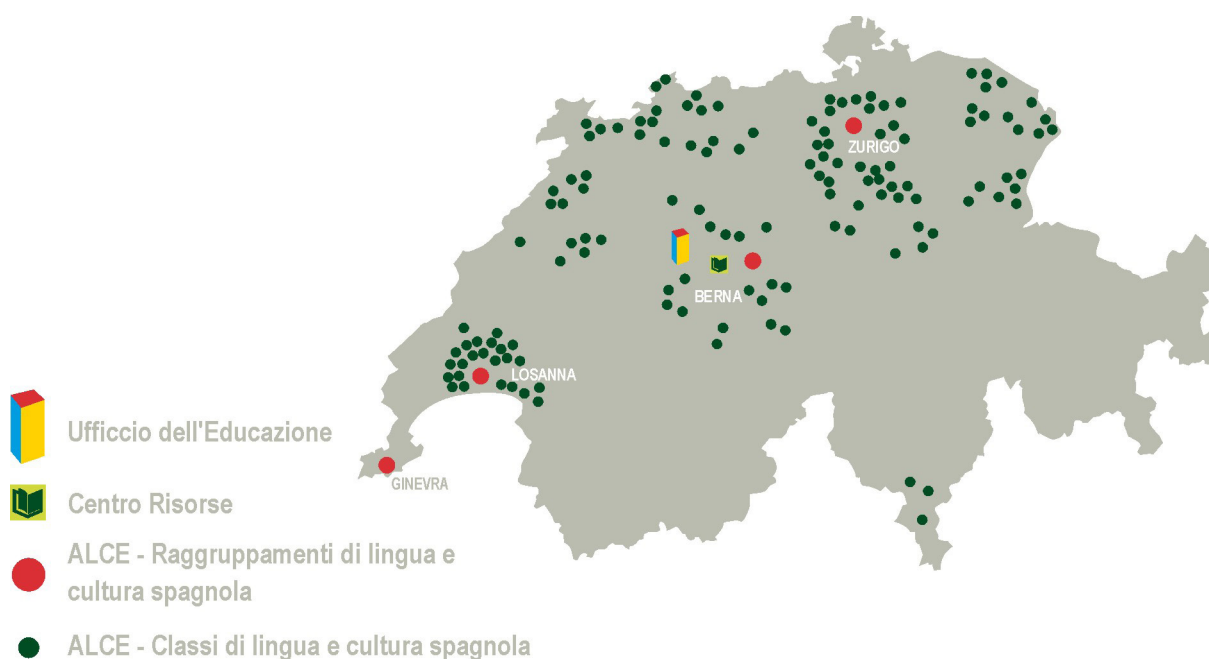 ZURIGO
BERNA
LOSANNA
GINEVRA
Ufficcio dell'Educazione
Centro Risorse
ALCE - Raggruppamenti di lingua e
cultura spagnola
ALCE - Classi di lingua e cultura spagnola